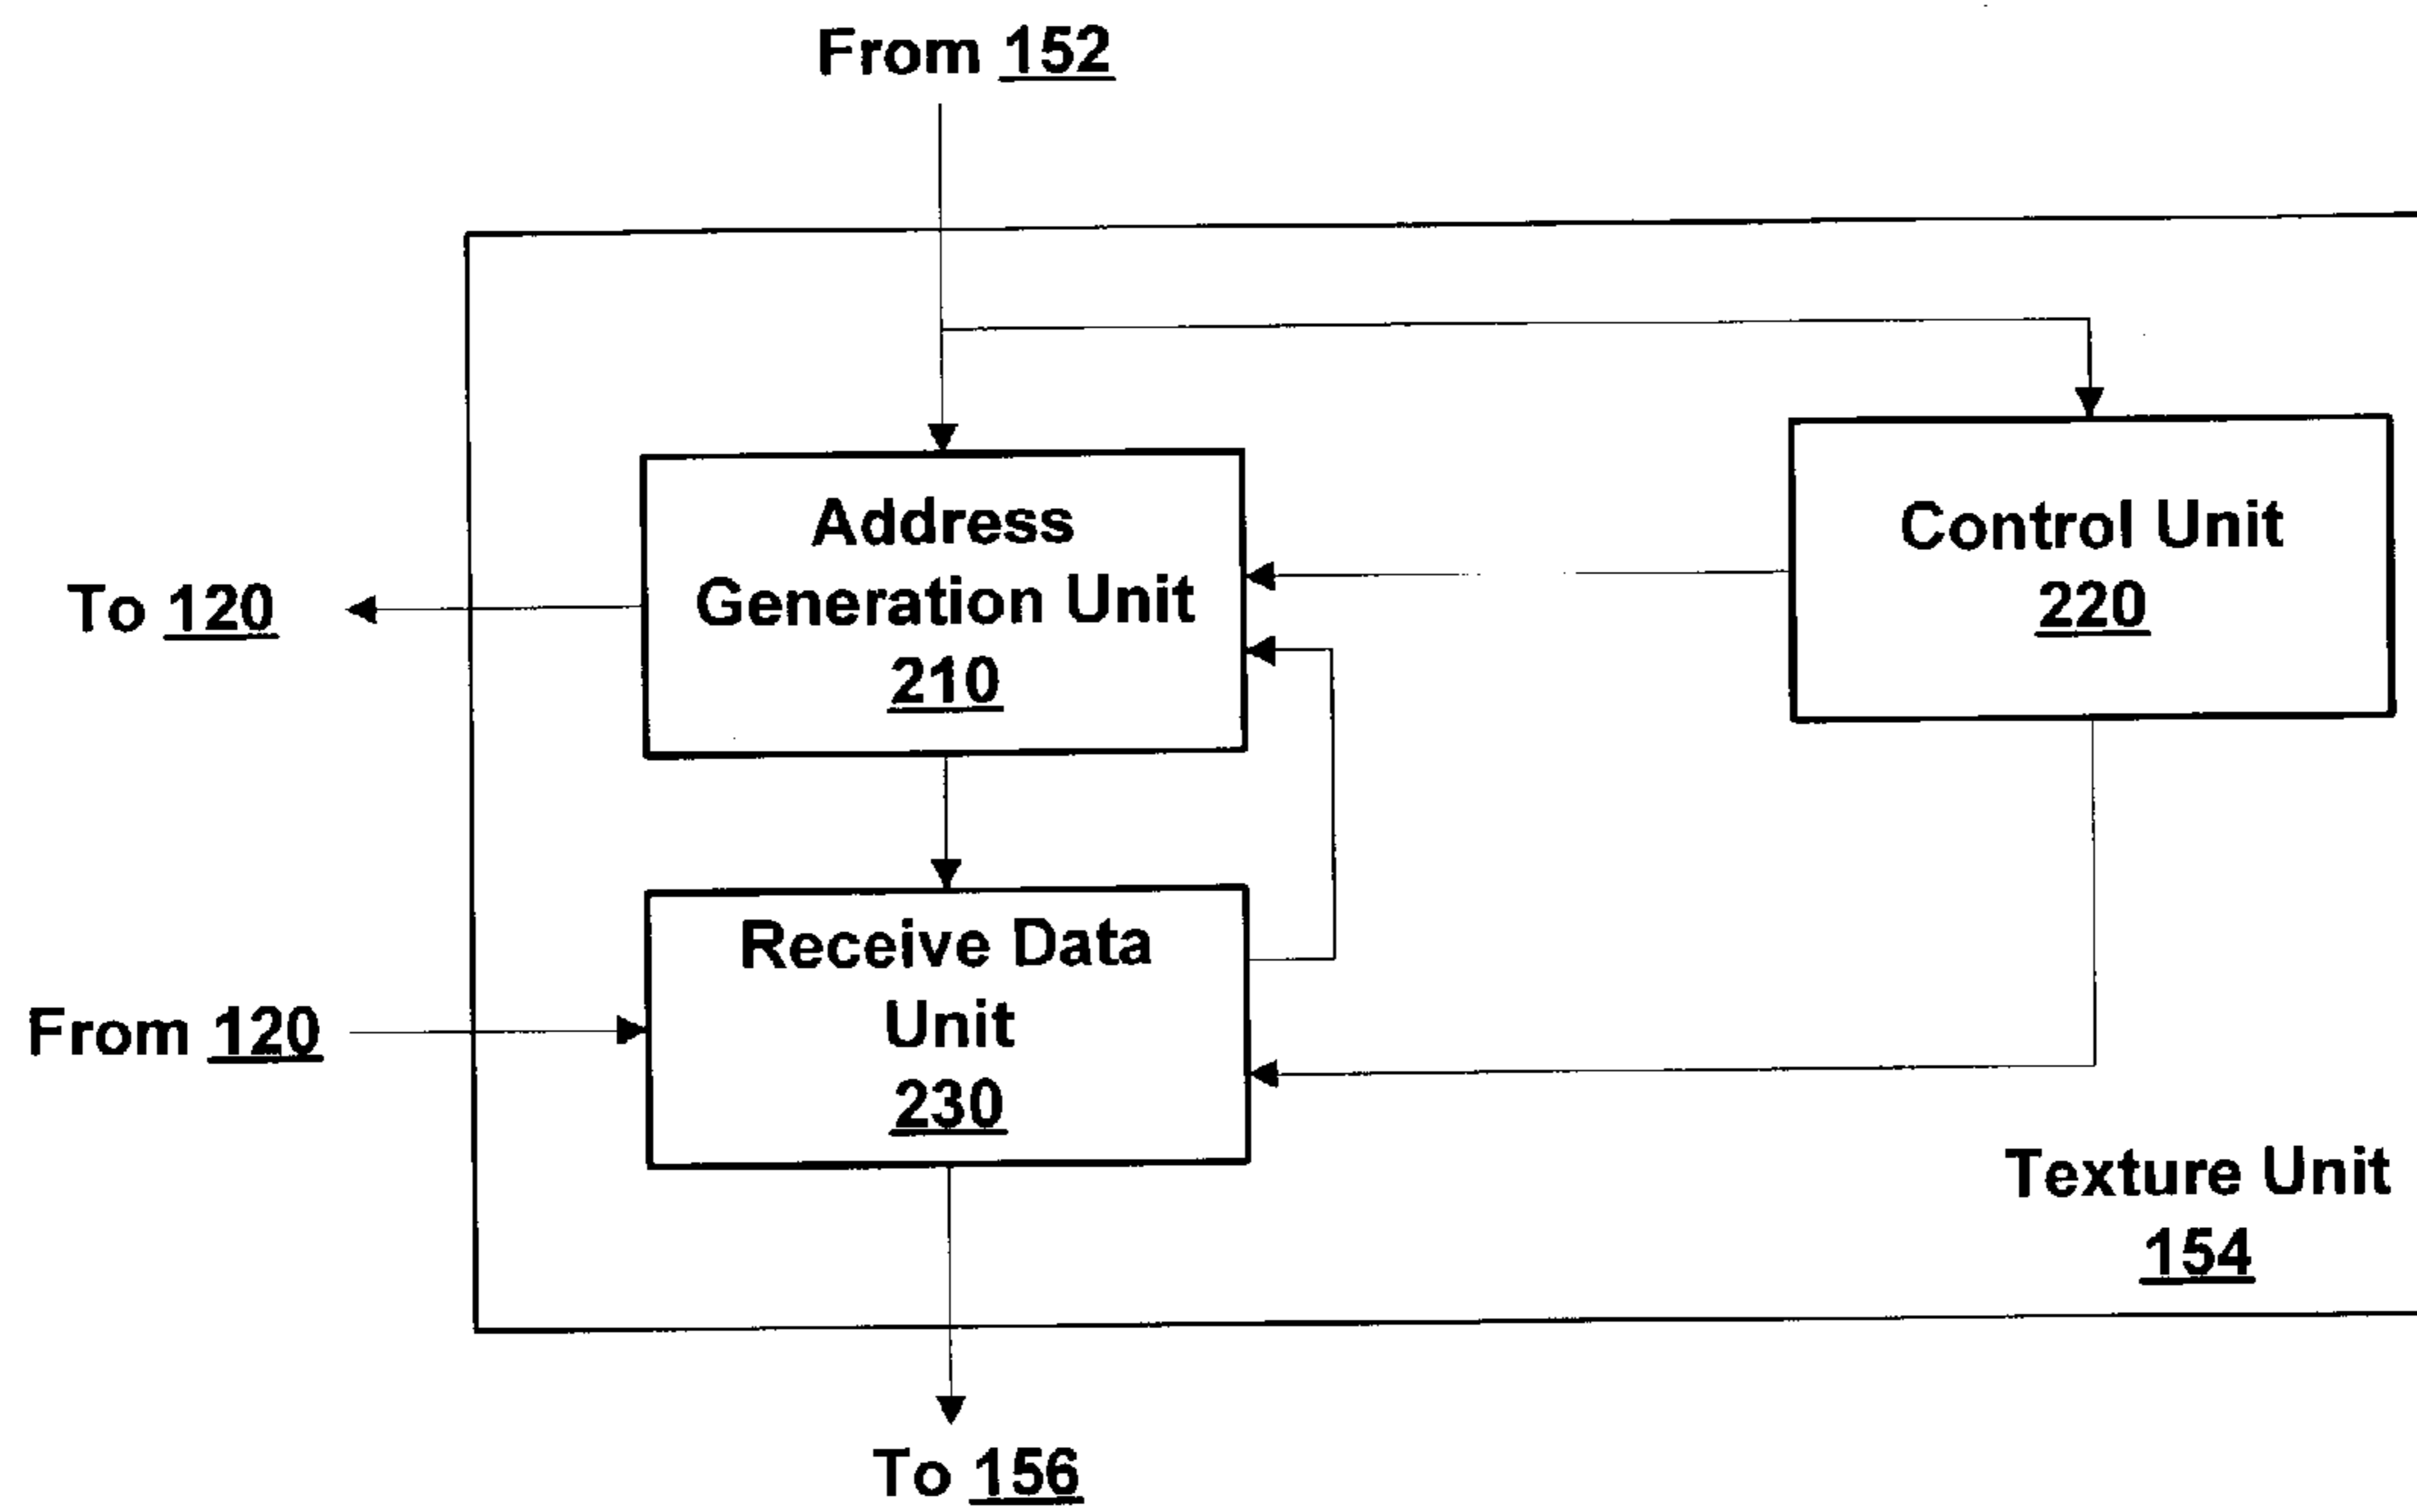 From 152
Address
Generation Unit
210
Control Unit
220
To 120
Receive Data
Unit
230
From 120
Texture Unit
154
To 156